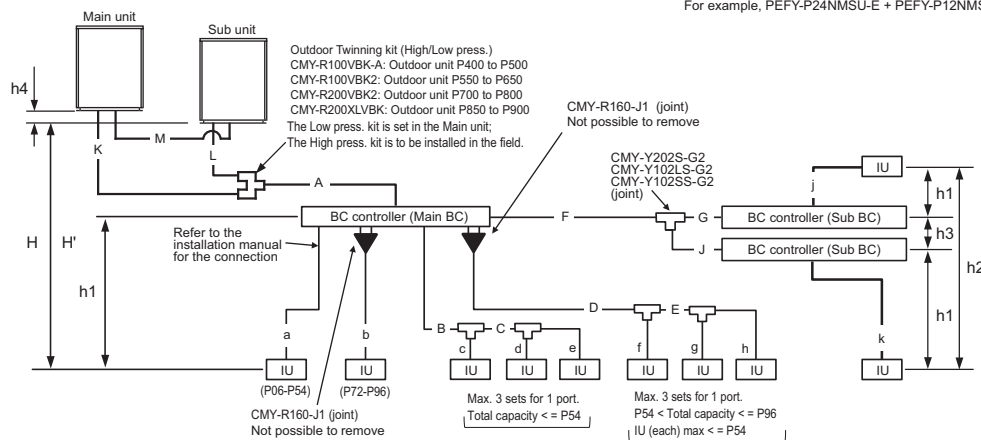 For example, PEFY-P24NMSU-E + PEFY-P12NMS
Main unit
Sub unit
Outdoor Twinning kit (High/Low press.)
CMY-R100VBK-A: Outdoor unit P400 to P500
CMY-R100VBK2: Outdoor unit P550 to P650
CMY-R200VBK2: Outdoor unit P700 to P800
CMY-R200XLVBK: Outdoor unit P850 to P900
The Low press. kit is set in the Main unit;
The High press. kit is to be installed in the field.
h4
K
M
L
A
CMY-R160-J1 (joint)
Not possible to remove
CMY-Y202S-G2
CMY-Y102LS-G2
CMY-Y102SS-G2
(joint)
IU
j
h1
BC controller (Main BC)
F
G
BC controller (Sub BC)
h3
J
BC controller (Sub BC)
h2
H
H'
h1
Refer to the
installation manual
for the connection
D
E
h1
B
C
a
b
c
d
e
f
g
h
k
IU
IU
IU
IU
IU
IU
IU
IU
IU
(P06-P54)
(P72-P96)
CMY-R160-J1 (joint)
Not possible to remove
Max. 3 sets for 1 port.
Total capacity < = P54
Max. 3 sets for 1 port.
P54 < Total capacity < = P96
IU (each) max < = P54